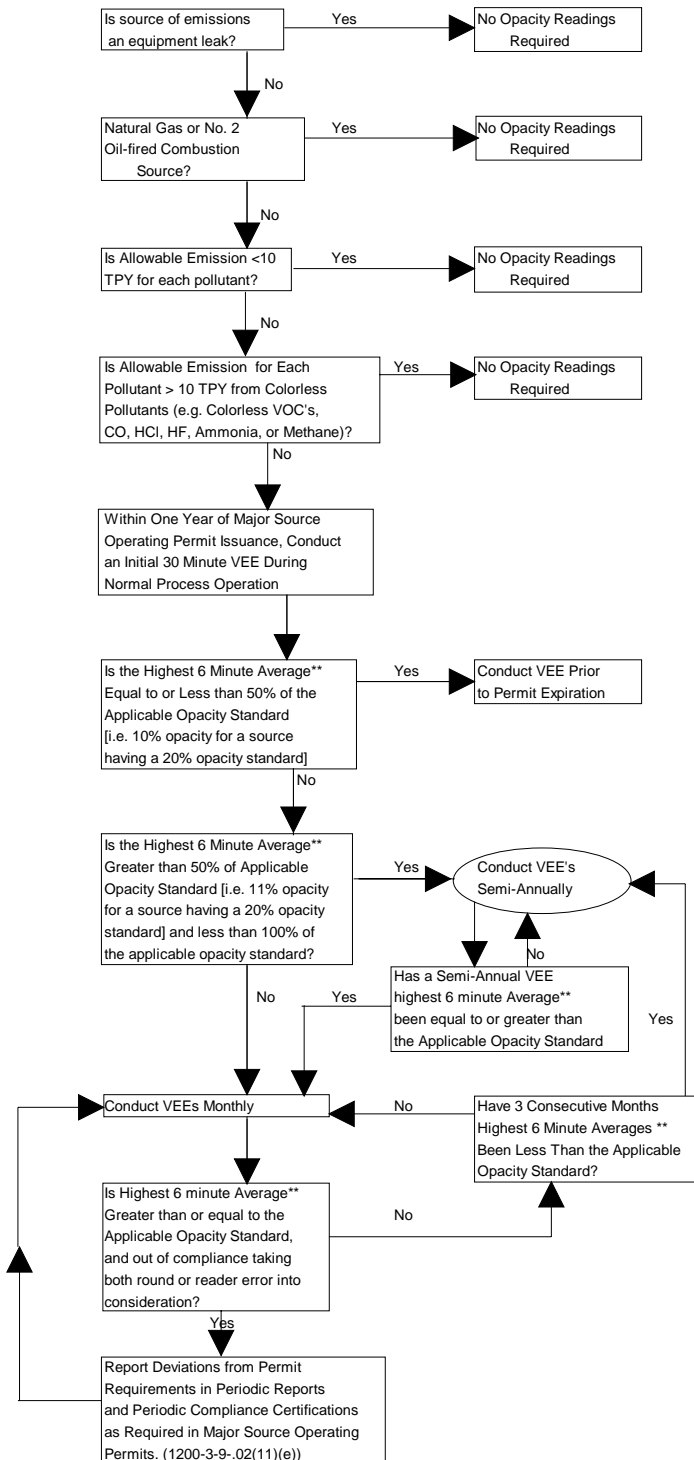 Is source of emissions
an equipment leak?
Yes
No Opacity Readings
Required
No
Natural Gas or No. 2
Oil-fired Combustion
Source?
Yes
No Opacity Readings
Required
No
Is Allowable Emission <10
TPY for each pollutant?
Yes
No Opacity Readings
Required
No
Is Allowable Emission for Each
Pollutant > 10 TPY from Colorless
Pollutants (e.g. Colorless VOC's,
CO, HCl, HF, Ammonia, or Methane)?
Yes
No Opacity Readings
Required
No
Within One Year of Major Source
Operating Permit Issuance, Conduct
an Initial 30 Minute VEE During
Normal Process Operation
Is the Highest 6 Minute Average**
Equal to or Less than 50% of the
Applicable Opacity Standard
[i.e. 10% opacity for a source
having a 20% opacity standard]
Yes
Conduct VEE Prior
to Permit Expiration
No
Is the Highest 6 Minute Average**
Greater than 50% of Applicable
Opacity Standard [i.e. 11% opacity
for a source having a 20% opacity
standard] and less than 100% of
the applicable opacity standard?
Yes
Conduct VEE's
Semi-Annually
No
Has a Semi-Annual VEE
highest 6 minute Average**
been equal to or greater than
the Applicable Opacity Standard
Yes
No
Yes
Conduct VEEs Monthly
No
Have 3 Consecutive Months
Highest 6 Minute Averages **
Been Less Than the Applicable
Opacity Standard?
Is Highest 6 minute Average**
Greater than or equal to the
Applicable Opacity Standard,
and out of compliance taking
both round or reader error into
consideration?
No
Yes
Report Deviations from Permit
Requirements in Periodic Reports
and Periodic Compliance Certifications
as Required in Major Source Operating
Permits. (1200-3-9-.02(11)(e))